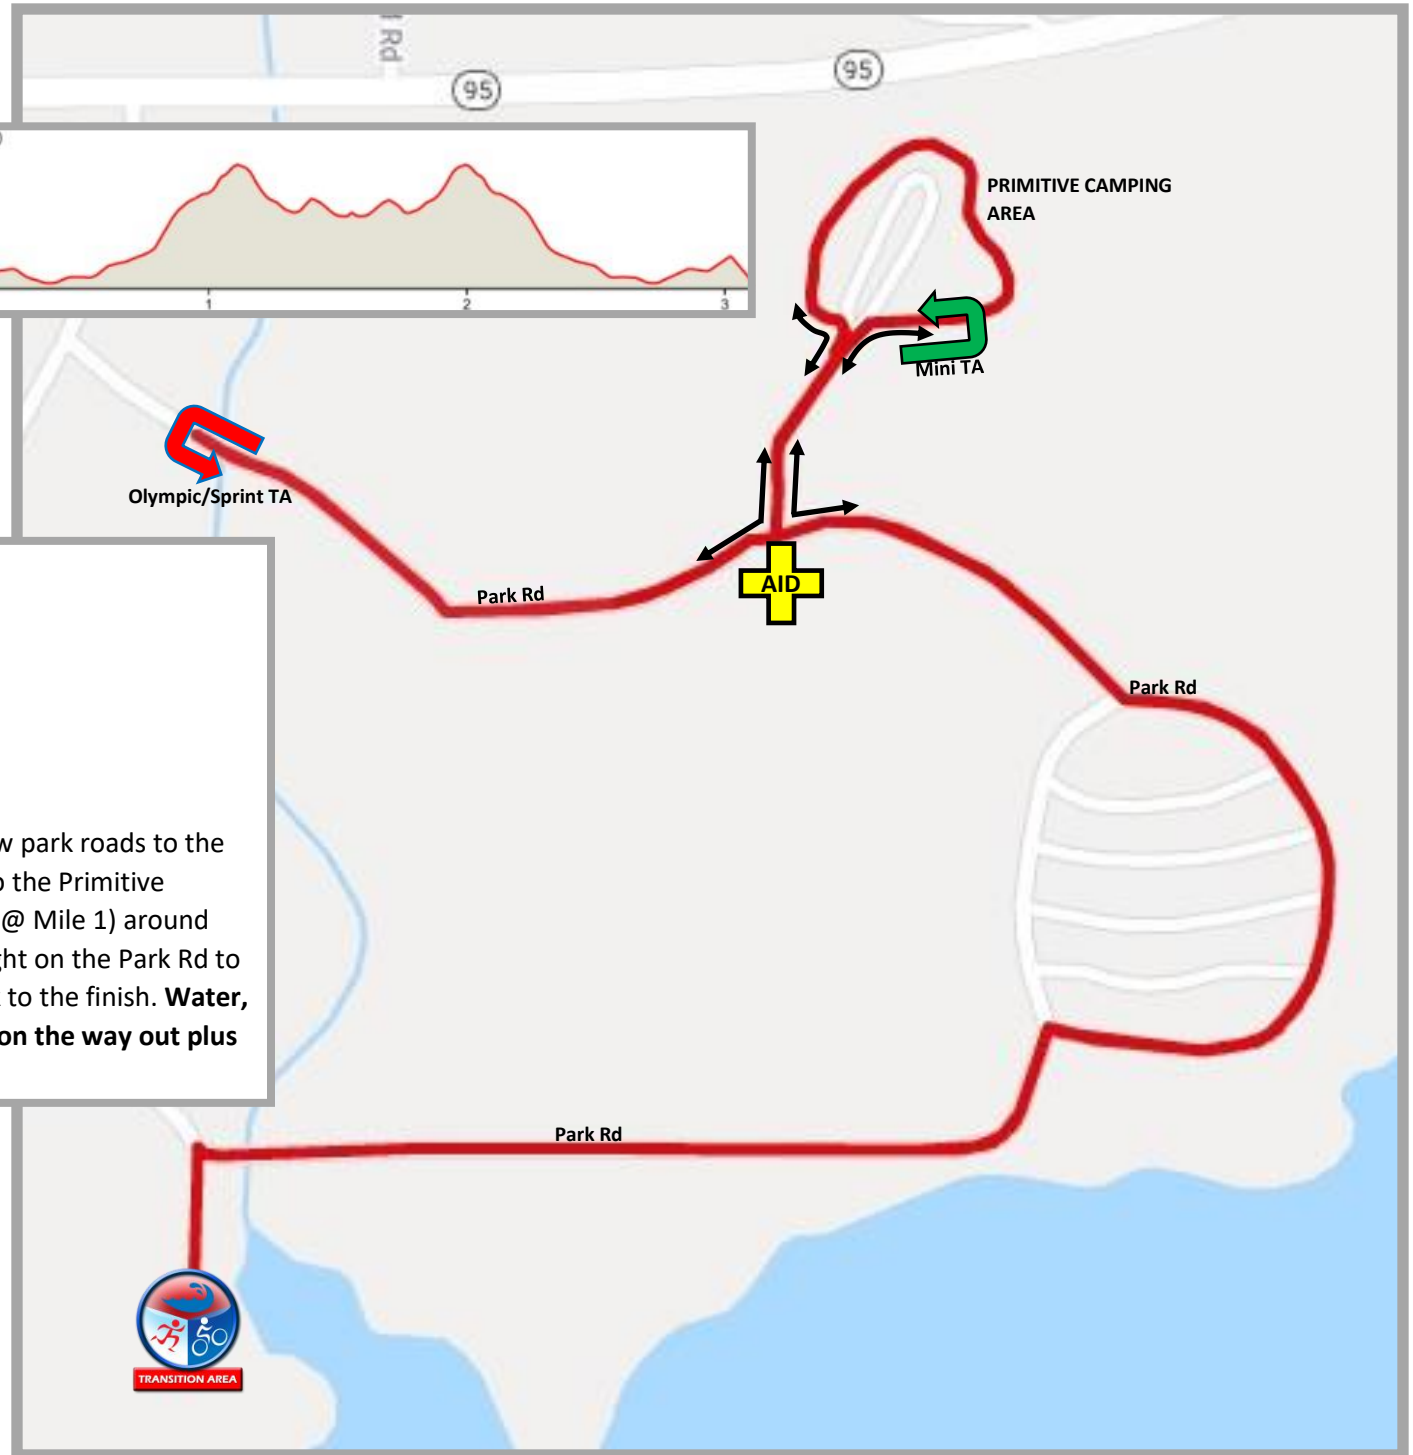 Rd
95
95
PRIMITIVE CAMPING
AREA
1
2
3
Mini TA
Olympic/Sprint TA
Park Rd
AID
Park Rd
park roads to the
the Primitive
@ Mile 1) around
on the Park Rd to
to the finish. Water,
on the way out plus
Park Rd
TRANSITION AREA